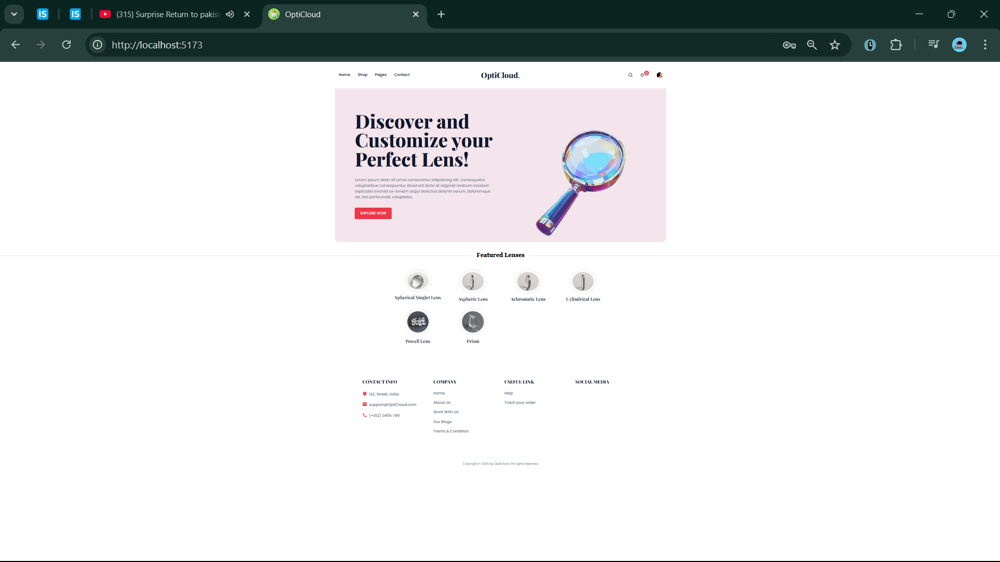 IS
IS
(315) Surprise Return to pakist
OptiCloud
http://localhost:5173
Home
Shop
Pages
Contact
OptiCloud.
0
Discover and
Customize your
Perfect Lens!
Lorem ipsum dolor sit amet consectetur adipisicing elit. Consequatur
voluptatibus consequuntur deserunt dicta at eligendi nostrum incidunt
explicabo eveniet ex veniam sequi delectus deleniti earum, doloremque
ab, iste perferendis voluptates.
EXPLORE NOW
Featured Lenses
Spherical Singlet Lens
Aspheric Lens
Achromatic Lens
Cylindrical Lens
Powell Lens
Prism
CONTACT INFO
123, Street, India
support@OptiCloud.com
(+012) 3456 789
COMPANY
Home
About Us
Work With Us
Our Blogs
Trems & Condition
USEFUL LINK
Help
Track your order
SOCIAL MEDIA
Copyright © 2025 by OptiCloud. All rights reserved.